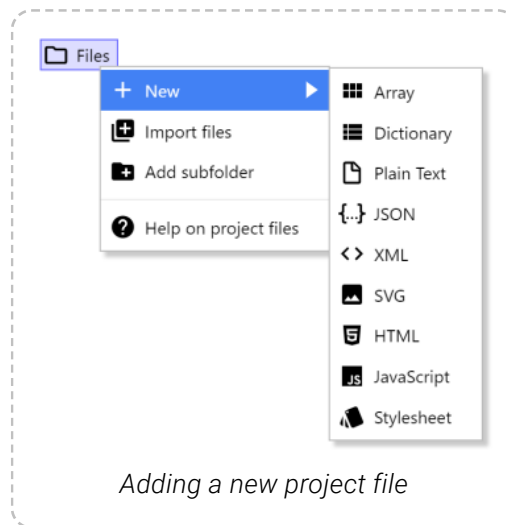 Files
New
Import files
Add subfolder
Help on project files
Array
Dictionary
Plain Text
{...} JSON
XML
SVG
HTML
JS JavaScript
Stylesheet
Adding a new project file